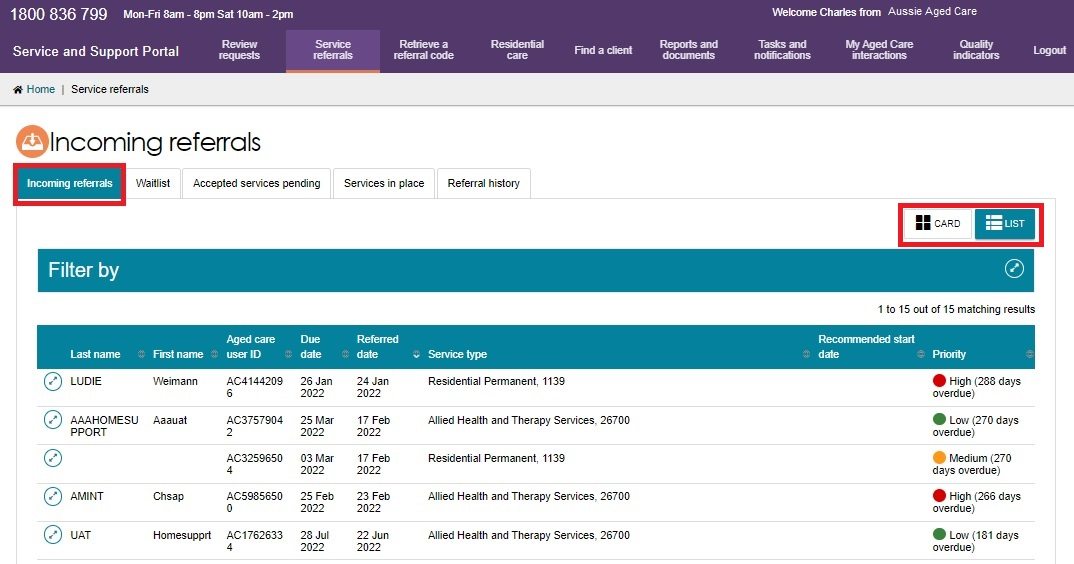 1800 836 799 Mon-Fri 8am - 8pm Sat 10am - 2pm
Welcome Charles from Aussie Aged Care
Service and Support Portal
Review
requests
Service
referrals
Retrieve a
referral code
Residential
care
Find a client
Reports and
documents
Tasks and
notifications
My Aged Care
interactions
Quality
indicators
Logout
Home | Service referrals
Incoming referrals
Incoming referrals
Waitlist
Accepted services pending
Services in place
Referral history
CARD
LIST
Filter by
1 to 15 out of 15 matching results
Last name
First name
Aged care
user ID
Due
date
Referred
date
Service type
Recommended start
date
Priority
LUDIE
Weimann
AC4144209
6
26 Jan
2022
24 Jan
2022
Residential Permanent, 1139
High (288 days
overdue)
AAAHOMESU
PPORT
Aaauat
AC3757904
2
25 Mar
2022
17 Feb
2022
Allied Health and Therapy Services, 26700
Low (270 days
overdue)
AC3259650
4
03 Mar
2022
17 Feb
2022
Residential Permanent, 1139
Medium (270
days overdue)
AMINT
Chsap
AC5985650
0
25 Feb
2022
23 Feb
2022
Allied Health and Therapy Services, 26700
High (266 days
overdue)
UAT
Homesupprt
AC1762633
4
28 Jul
2022
22 Jun
2022
Allied Health and Therapy Services, 26700
Low (181 days
overdue)